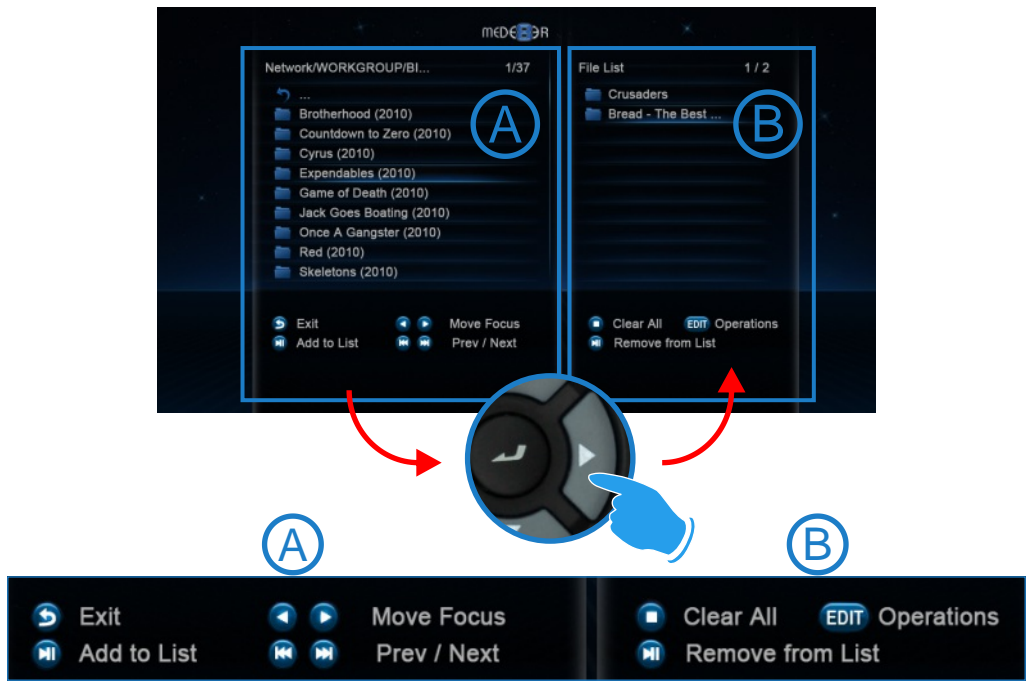 MEDE8ER
Network/WORKGROUP/BI... 1/37
...
Brotherhood (2010)
Countdown to Zero (2010)
Cyrus (2010)
Expendables (2010)
Game of Death (2010)
Jack Goes Boating (2010)
Once A Gangster (2010)
Red (2010)
Skeletons (2010)
Exit Move Focus
Add to List Prev / Next
A
File List 1 / 2
Crusaders
Bread - The Best ...
Clear All EDIT Operations
Remove from List
B
A
B
Exit Move Focus
Add to List Prev / Next
Clear All EDIT Operations
Remove from List